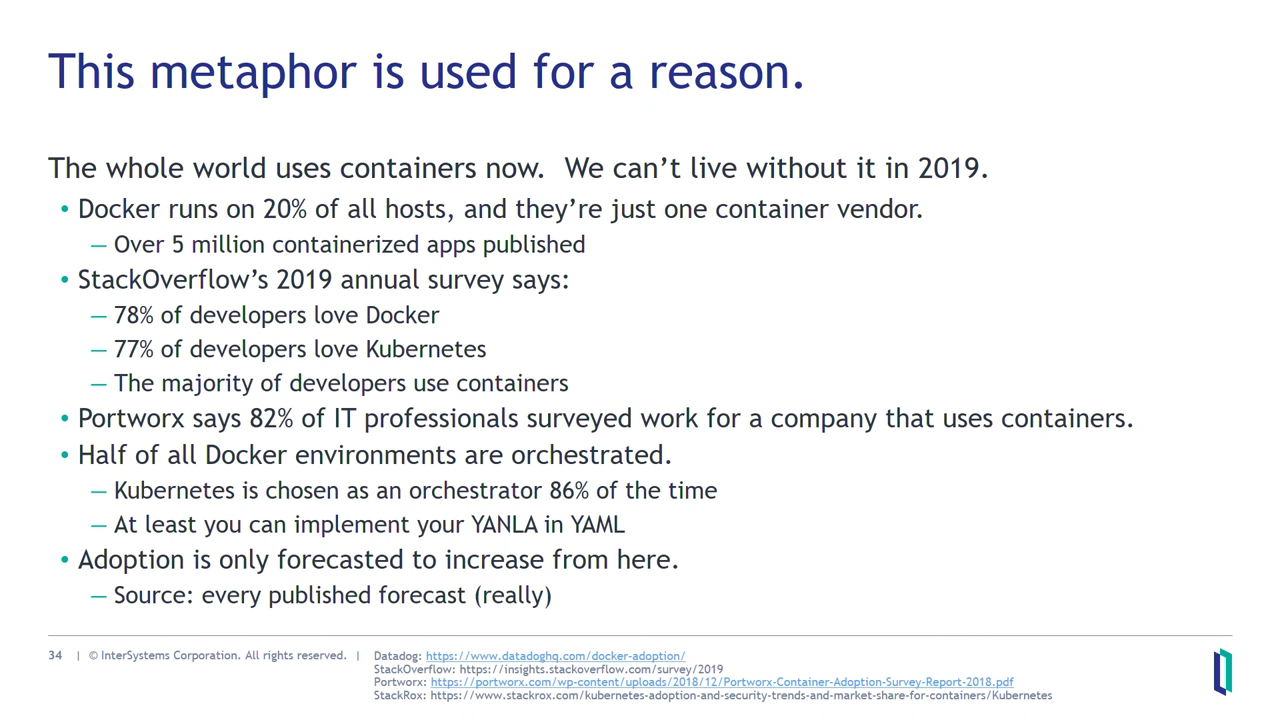 This metaphor is used for a reason.
The whole world uses containers now.  We can’t live without it in 2019.
• Docker runs on 20% of all hosts, and they’re just one container vendor.
— Over 5 million containerized apps published
• StackOverflow’s 2019 annual survey says:
— 78% of developers love Docker
— 77% of developers love Kubernetes
— The majority of developers use containers
• Portworx says 82% of IT professionals surveyed work for a company that uses containers.
• Half of all Docker environments are orchestrated.
— Kubernetes is chosen as an orchestrator 86% of the time
— At least you can implement your YANLA in YAML
• Adoption is only forecasted to increase from here.
— Source: every published forecast (really)
34 | © InterSystems Corporation. All rights reserved. |
Datadog: https://www.datadoghq.com/docker-adoption/
StackOverflow: https://insights.stackoverflow.com/survey/2019
Portworx: https://portworx.com/wp-content/uploads/2018/12/Portworx-Container-Adoption-Survey-Report-2018.pdf
StackRox: https://www.stackrox.com/kubernetes-adoption-and-security-trends-and-market-share-for-containers/Kubernetes